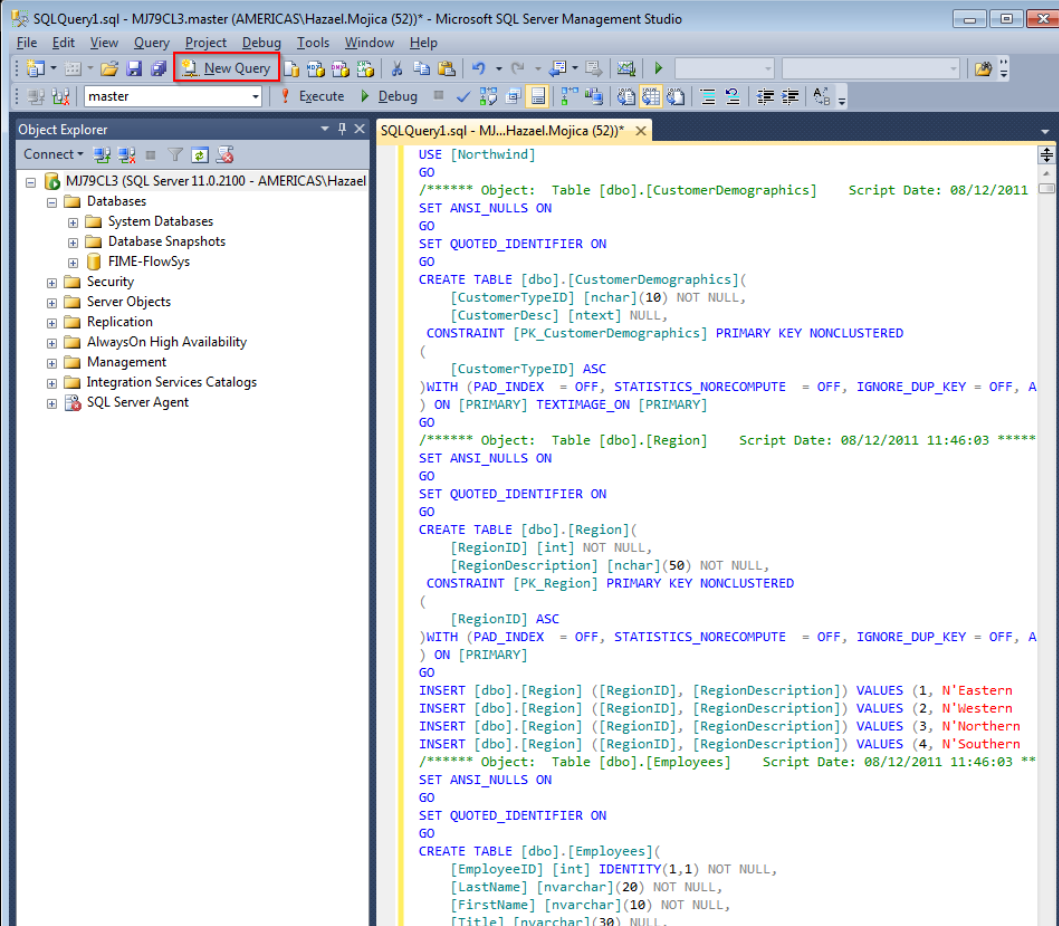 SQLQuery1.sql - MJ79CL3.master (AMERICAS\Hazael.Mojica (52))* - Microsoft SQL Server Management Studio
File Edit View Query Project Debug Tools Window Help
New Query
master
Execute Debug
Object Explorer
Connect
MJ79CL3 (SQL Server 11.0.2100 - AMERICAS\Hazael
Databases
System Databases
Database Snapshots
FIME-FlowSys
Security
Server Objects
Replication
AlwaysOn High Availability
Management
Integration Services Catalogs
SQL Server Agent
SQLQuery1.sql - MJ...Hazael.Mojica (52))*
USE [Northwind]
GO
/****** Object:  Table [dbo].[CustomerDemographics]    Script Date: 08/12/2011
SET ANSI_NULLS ON
GO
SET QUOTED_IDENTIFIER ON
GO
CREATE TABLE [dbo].[CustomerDemographics](
    [CustomerTypeID] [nchar](10) NOT NULL,
    [CustomerDesc] [ntext] NULL,
 CONSTRAINT [PK_CustomerDemographics] PRIMARY KEY NONCLUSTERED
(
    [CustomerTypeID] ASC
)WITH (PAD_INDEX  = OFF, STATISTICS_NORECOMPUTE  = OFF, IGNORE_DUP_KEY = OFF, A
) ON [PRIMARY] TEXTIMAGE_ON [PRIMARY]
GO
/****** Object:  Table [dbo].[Region]    Script Date: 08/12/2011 11:46:03 *****
SET ANSI_NULLS ON
GO
SET QUOTED_IDENTIFIER ON
GO
CREATE TABLE [dbo].[Region](
    [RegionID] [int] NOT NULL,
    [RegionDescription] [nchar](50) NOT NULL,
 CONSTRAINT [PK_Region] PRIMARY KEY NONCLUSTERED
(
    [RegionID] ASC
)WITH (PAD_INDEX  = OFF, STATISTICS_NORECOMPUTE  = OFF, IGNORE_DUP_KEY = OFF, A
) ON [PRIMARY]
GO
INSERT [dbo].[Region] ([RegionID], [RegionDescription]) VALUES (1, N'Eastern
INSERT [dbo].[Region] ([RegionID], [RegionDescription]) VALUES (2, N'Western
INSERT [dbo].[Region] ([RegionID], [RegionDescription]) VALUES (3, N'Northern
INSERT [dbo].[Region] ([RegionID], [RegionDescription]) VALUES (4, N'Southern
/****** Object:  Table [dbo].[Employees]    Script Date: 08/12/2011 11:46:03 **
SET ANSI_NULLS ON
GO
SET QUOTED_IDENTIFIER ON
GO
CREATE TABLE [dbo].[Employees](
    [EmployeeID] [int] IDENTITY(1,1) NOT NULL,
    [LastName] [nvarchar](20) NOT NULL,
    [FirstName] [nvarchar](10) NOT NULL,
    [Title] [nvarchar](30) NULL,